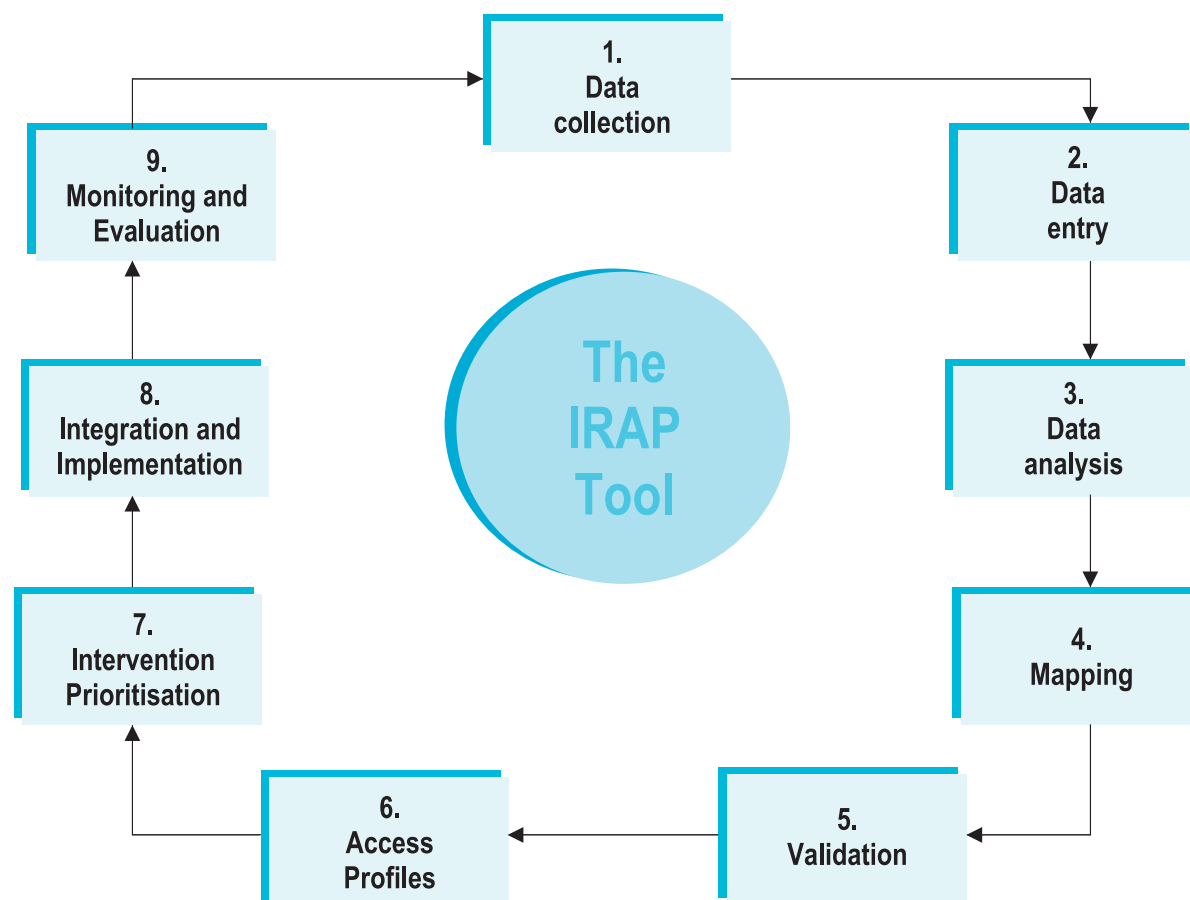 1.
Data
collection
2.
Data
entry
3.
Data
analysis
4.
Mapping
5.
Validation
6.
Access
Profiles
7.
Intervention
Prioritisation
8.
Integration and
Implementation
9.
Monitoring and
Evaluation
The
IRAP
Tool